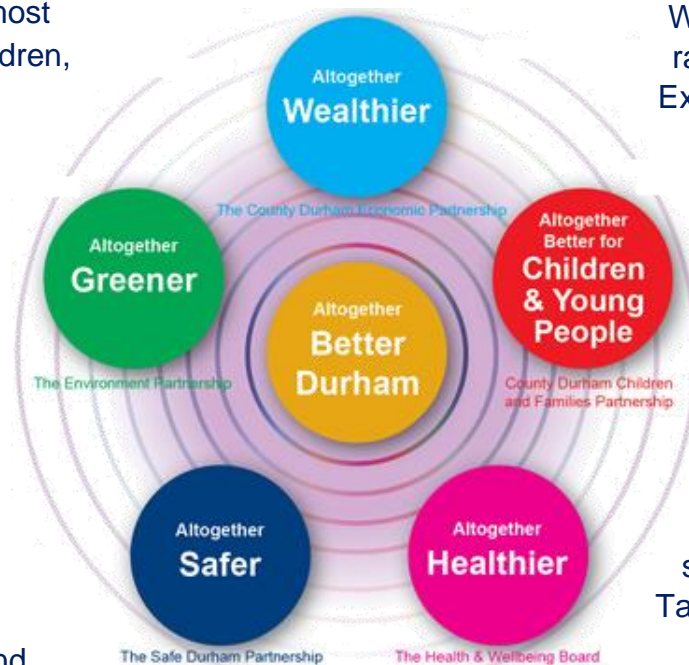 most
Altogether
Wealthier
The County Durham Economic Partnership
Altogether
Greener
The Environment Partnership
Altogether
Better for
Children
& Young
People
County Durham Children
and Families Partnership
Altogether
Better
Durham
Altogether
Safer
The Safe Durham Partnership
Altogether
Healthier
The Health & Wellbeing Board